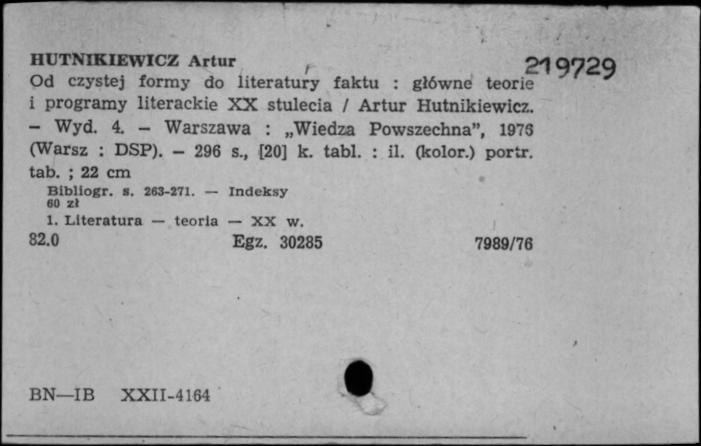 HUTNIKIEWICZ Artur
219729
Od czystej formy do literatury faktu : główne teorie
i programy literackie XX stulecia / Artur Hutnikiewicz.
— Wyd. 4. — Warszawa : „Wiedza Powszechna”, 1976
(Warsz : DSP). — 296 s., [20] k. tabl. : il. (kolor.) portr.
tab. ; 22 cm
Bibliogr. s. 263-271. — Indeksy
60 zł
1. Literatura — teoria — XX w.
82.0 Egz. 30285 7989/76
BN—IB XXII-4164